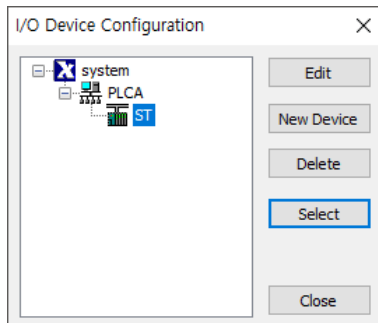 I/O Device Configuration
system
PLCA
ST
Edit
New Device
Delete
Select
Close